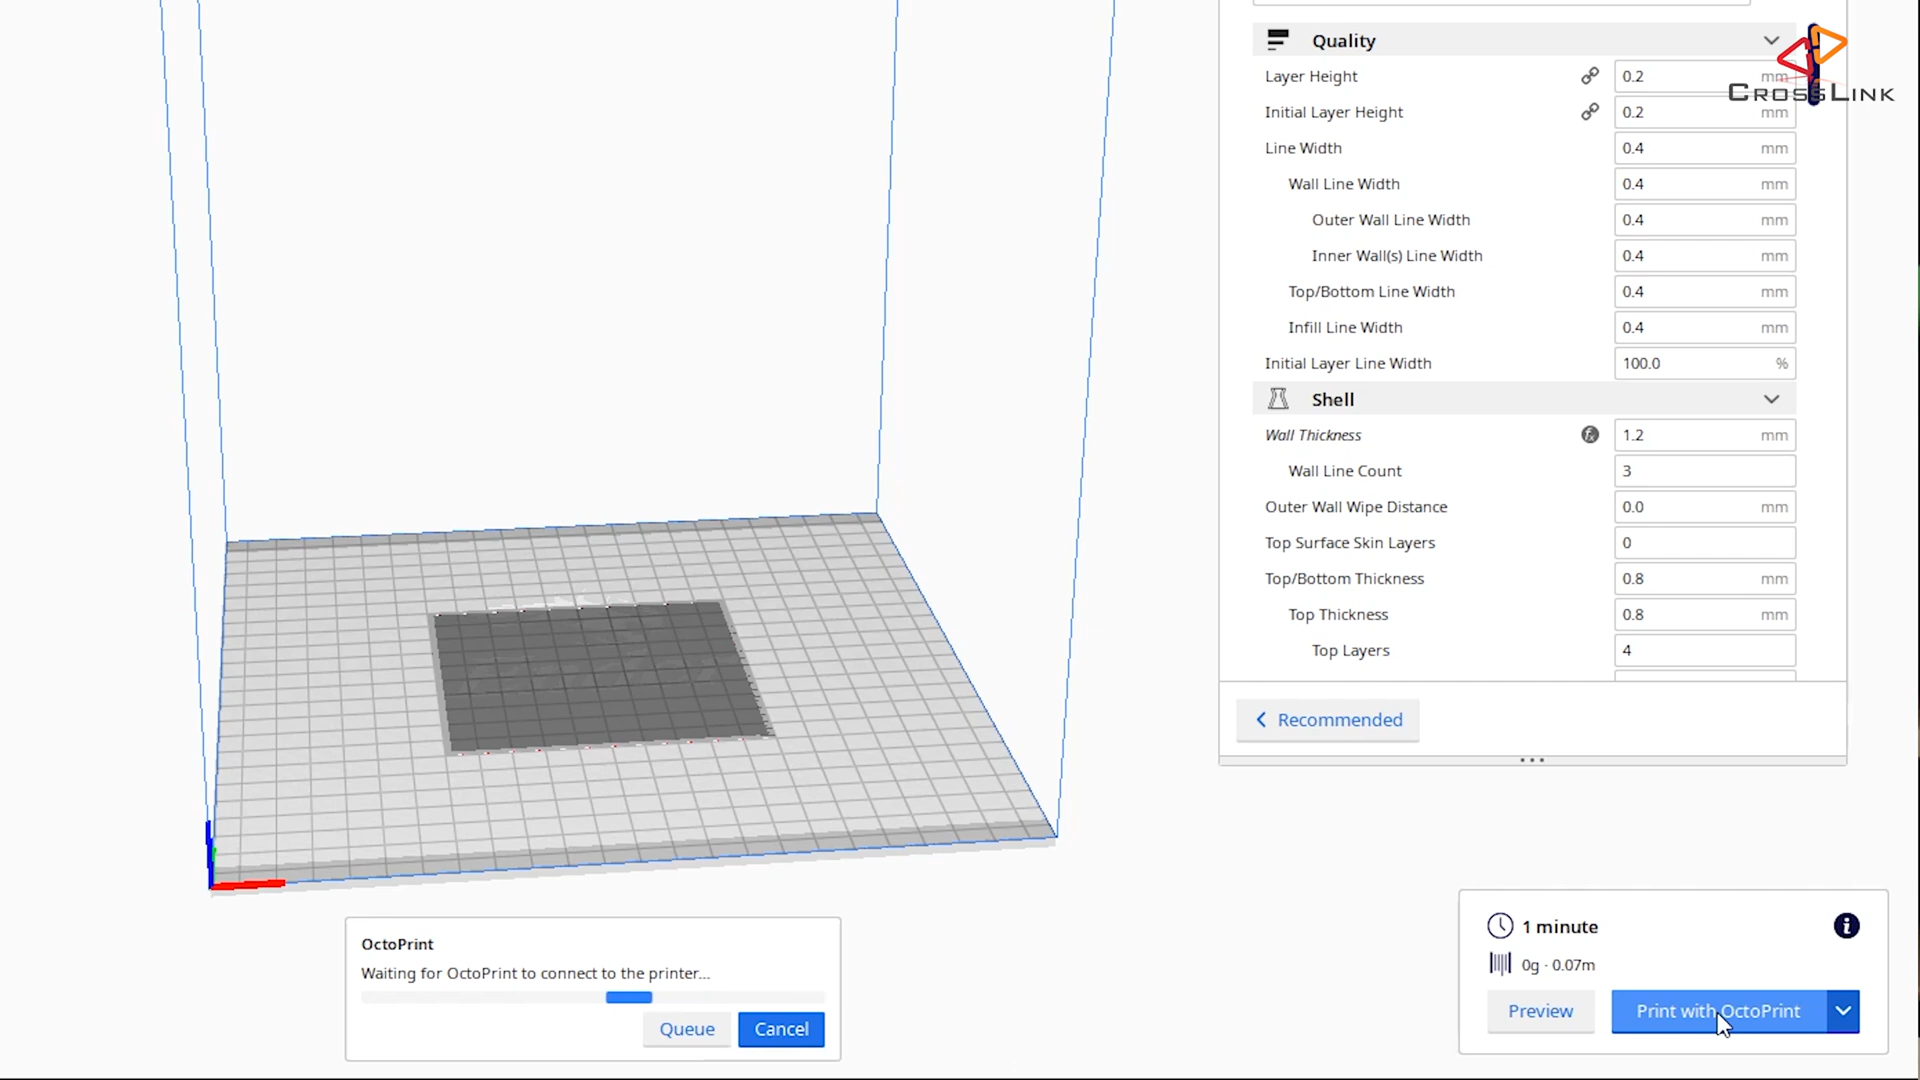 Quality
CROSSLINK
Layer Height 0.2 mm
Initial Layer Height 0.2 mm
Line Width 0.4 mm
Wall Line Width 0.4 mm
Outer Wall Line Width 0.4 mm
Inner Wall(s) Line Width 0.4 mm
Top/Bottom Line Width 0.4 mm
Infill Line Width 0.4 mm
Initial Layer Line Width 100.0 %
Shell
Wall Thickness 1.2 mm
Wall Line Count 3
Outer Wall Wipe Distance 0.0 mm
Top Surface Skin Layers 0
Top/Bottom Thickness 0.8 mm
Top Thickness 0.8 mm
Top Layers 4
Recommended
OctoPrint
Waiting for OctoPrint to connect to the printer...
Queue Cancel
1 minute
0g · 0.07m
Preview Print with OctoPrint